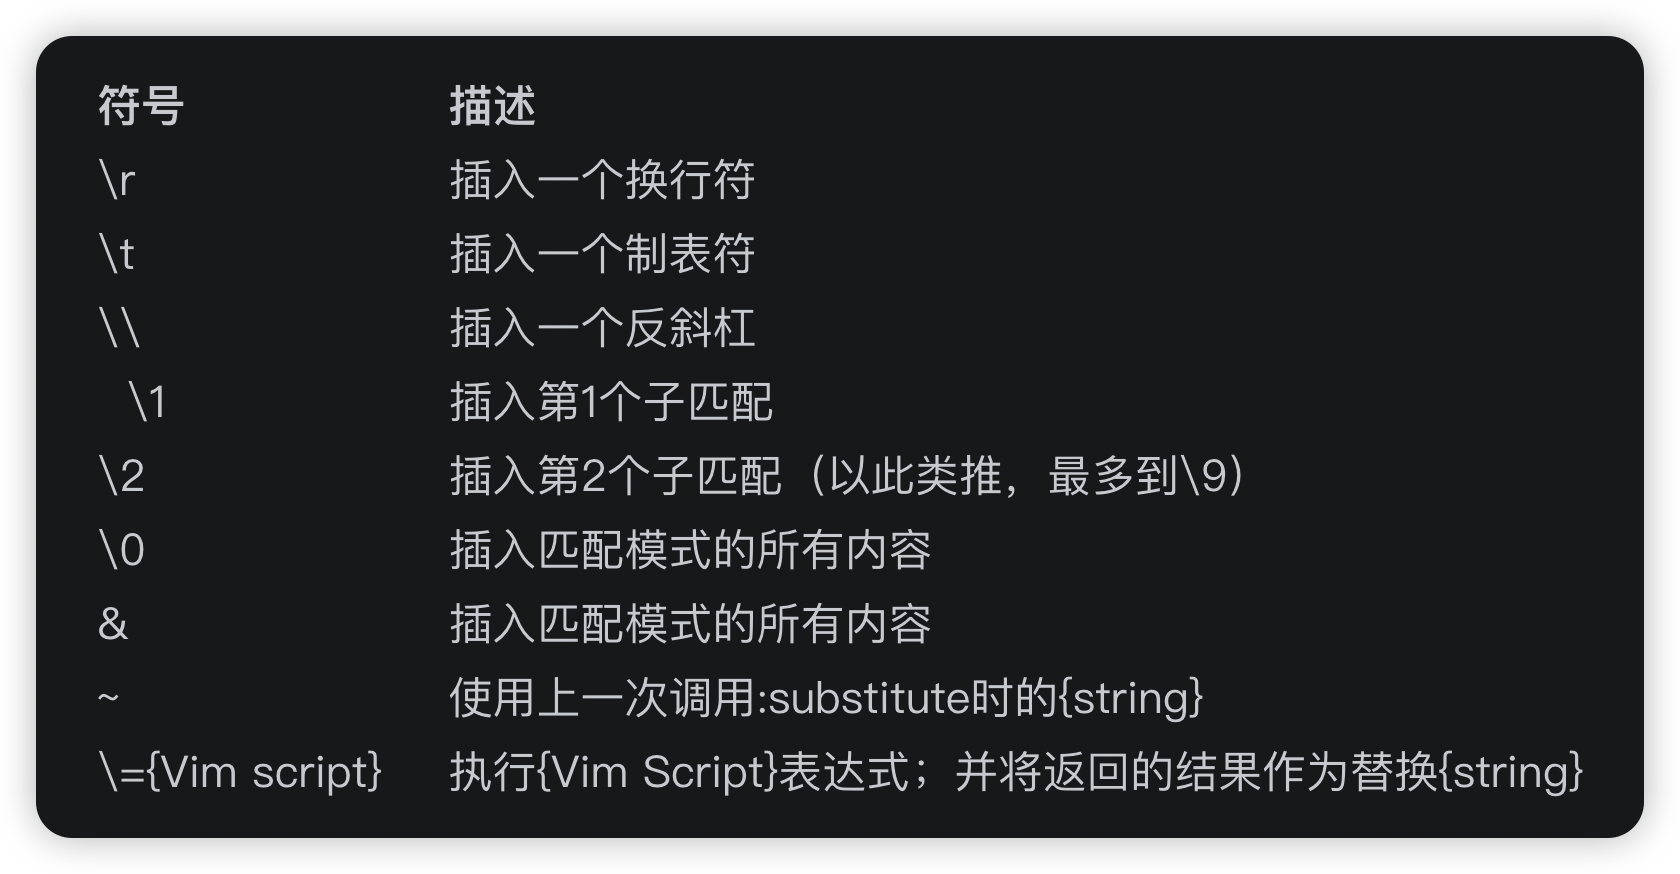 符号 描述
\r 插入一个换行符
\t 插入一个制表符
\\ 插入一个反斜杠
\1 插入第1个子匹配
\2 插入第2个子匹配（以此类推，最多到\9）
\0 插入匹配模式的所有内容
& 插入匹配模式的所有内容
~ 使用上一次调用:substitute时的{string}
\={Vim script} 执行{Vim Script}表达式；并将返回的结果作为替换{string}